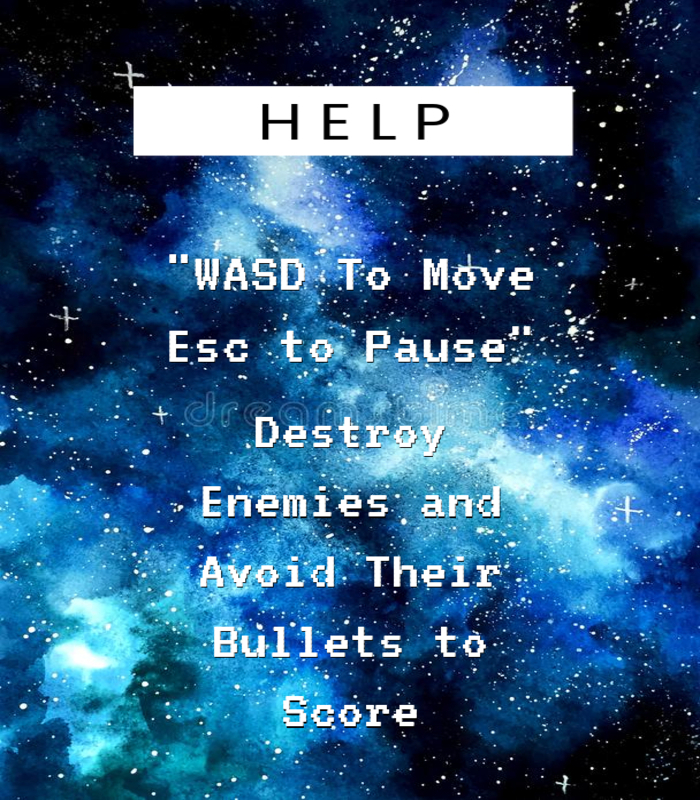 HELP
"WASD To Move
Esc to Pause"
dreamstime
Destroy
Enemies and
Avoid Their
Bullets to
Score